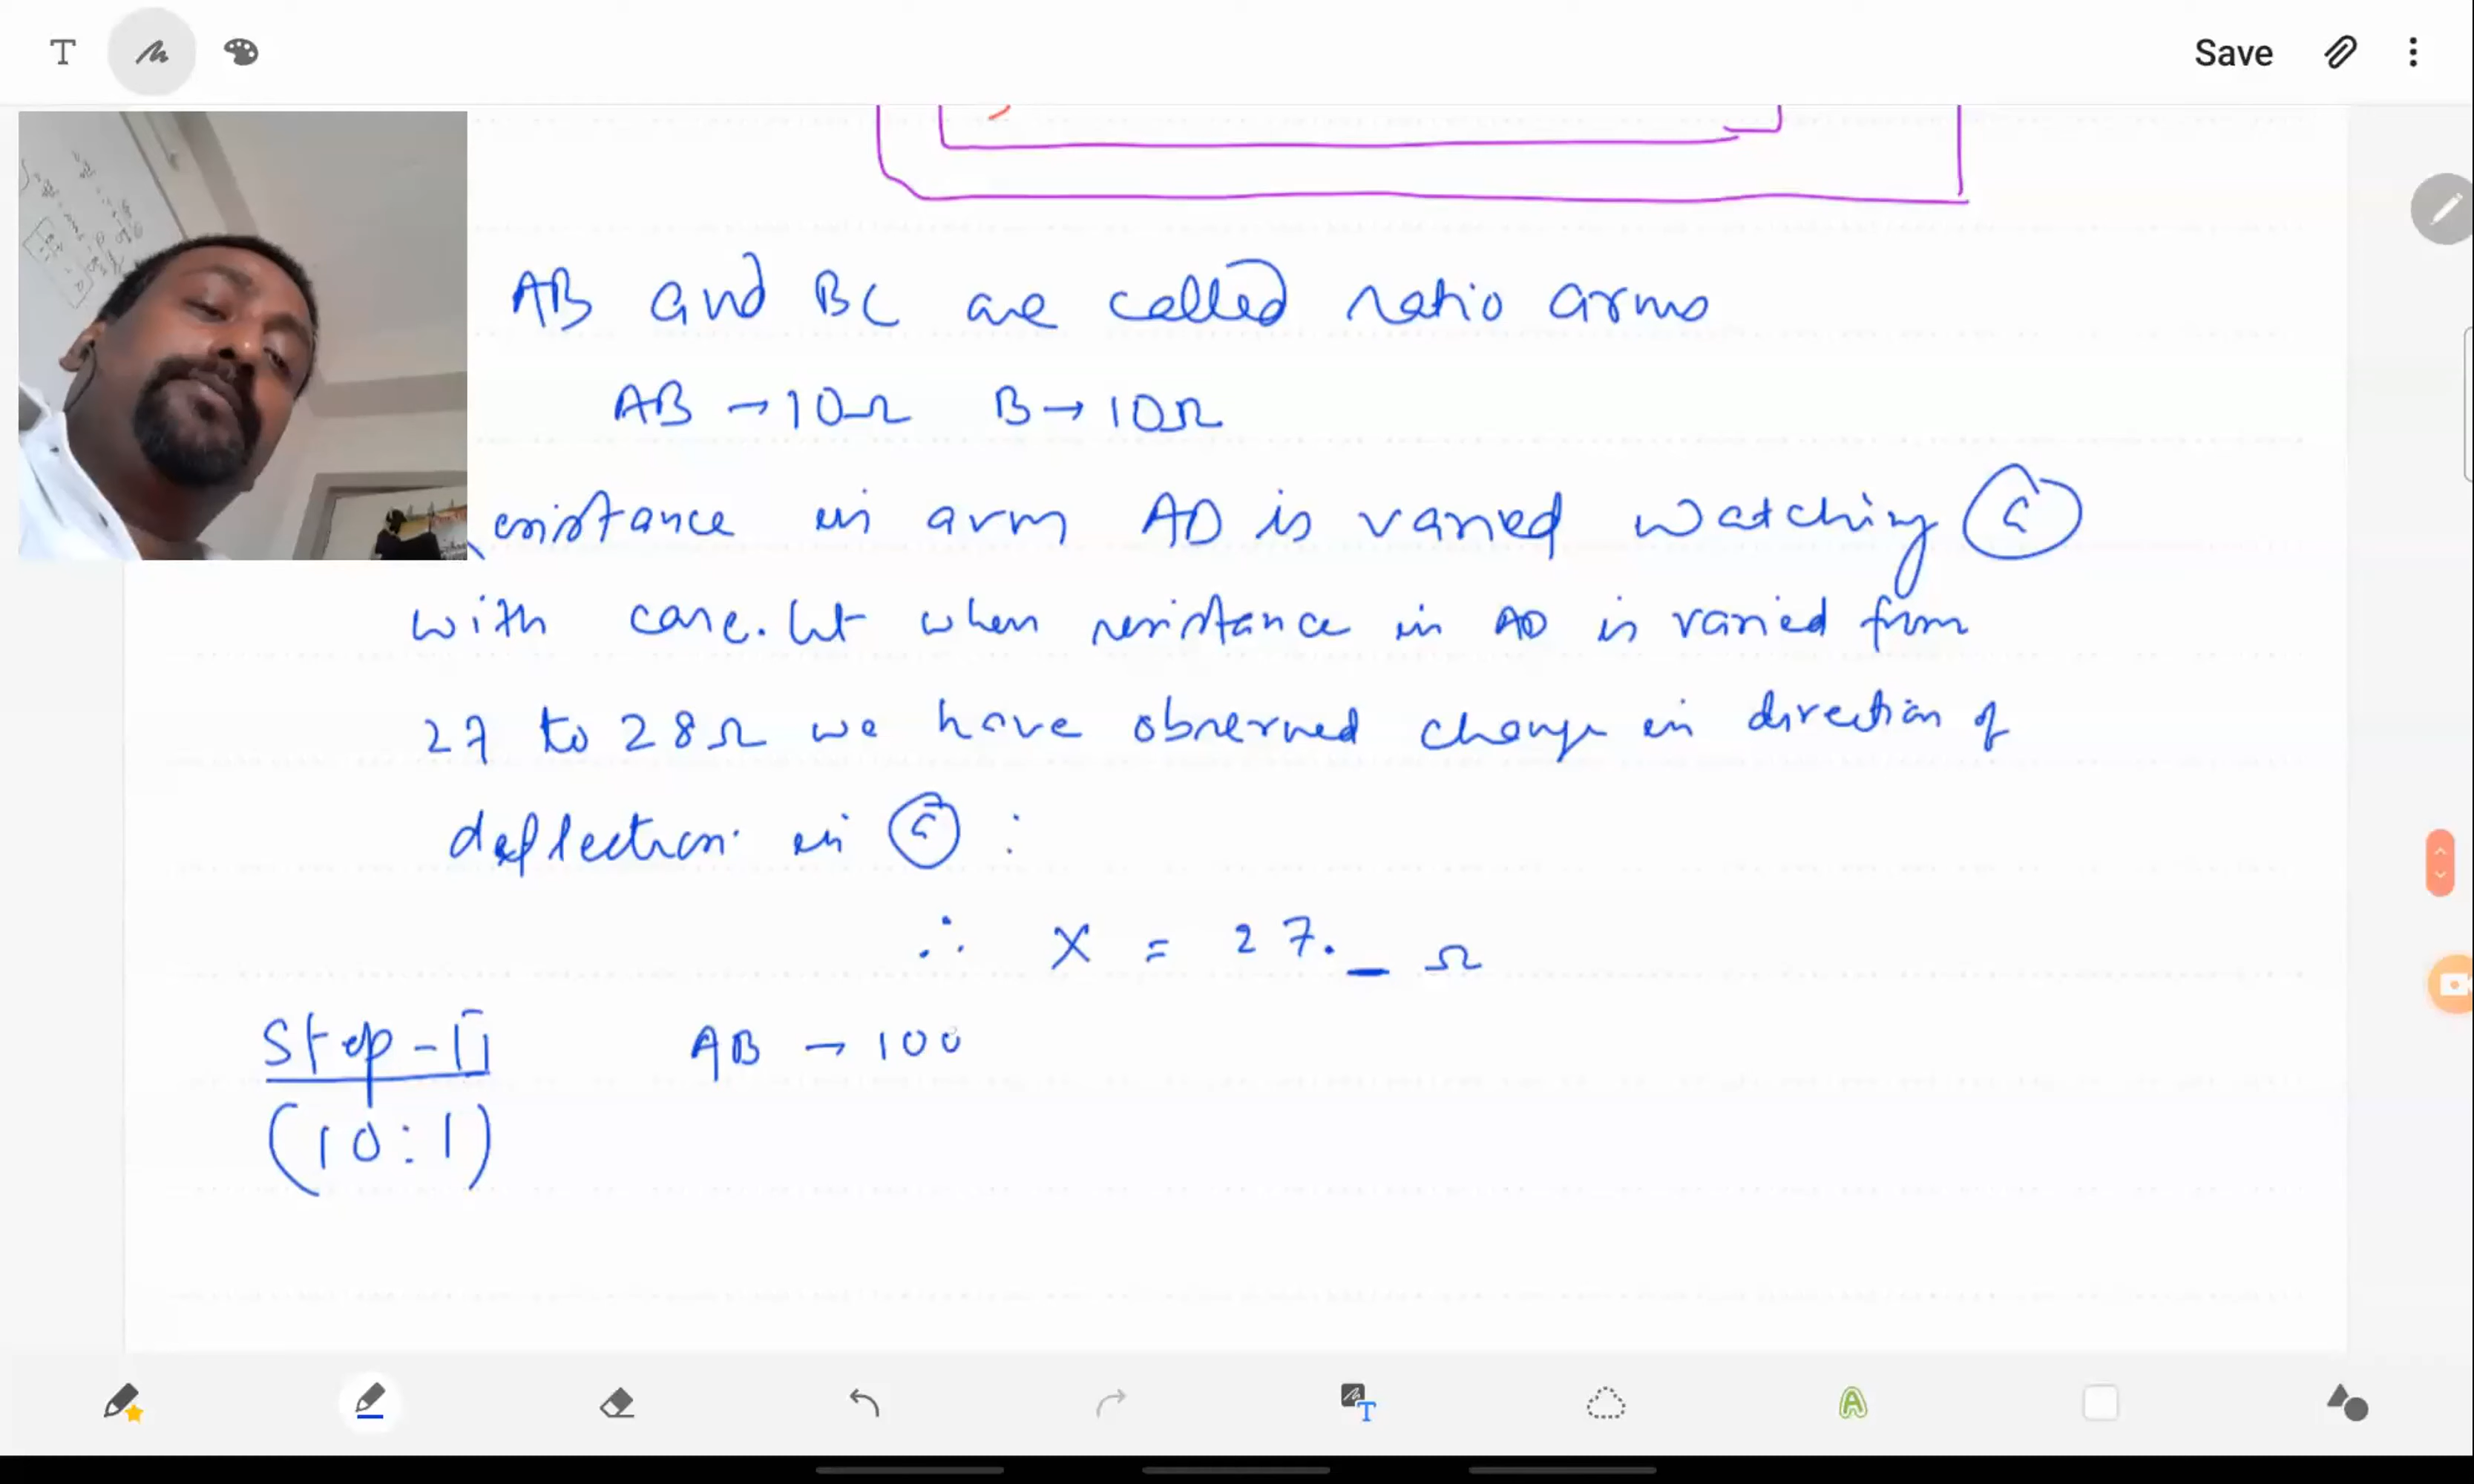 T Save
AB and BC are called ratio arms
AB → 10Ω B → 10Ω
esistance in arm AD is varied watching G
with care. Let when resistance in AD is varied from
27 to 28Ω we have observed change in direction of
deflection in G :
∴ X = 27._ Ω
Step-II AB → 100
(10:1)
T A